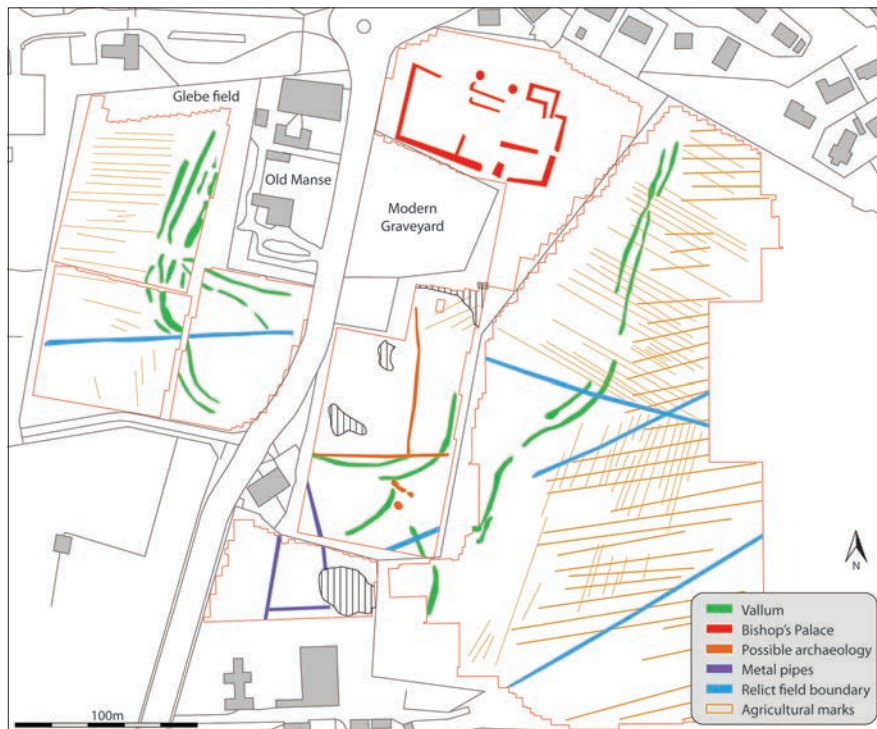 Glebe field
Old Manse
Modern
Graveyard
N
Vallum
Bishop's Palace
Possible archaeology
Metal pipes
Relict field boundary
Agricultural marks
100m